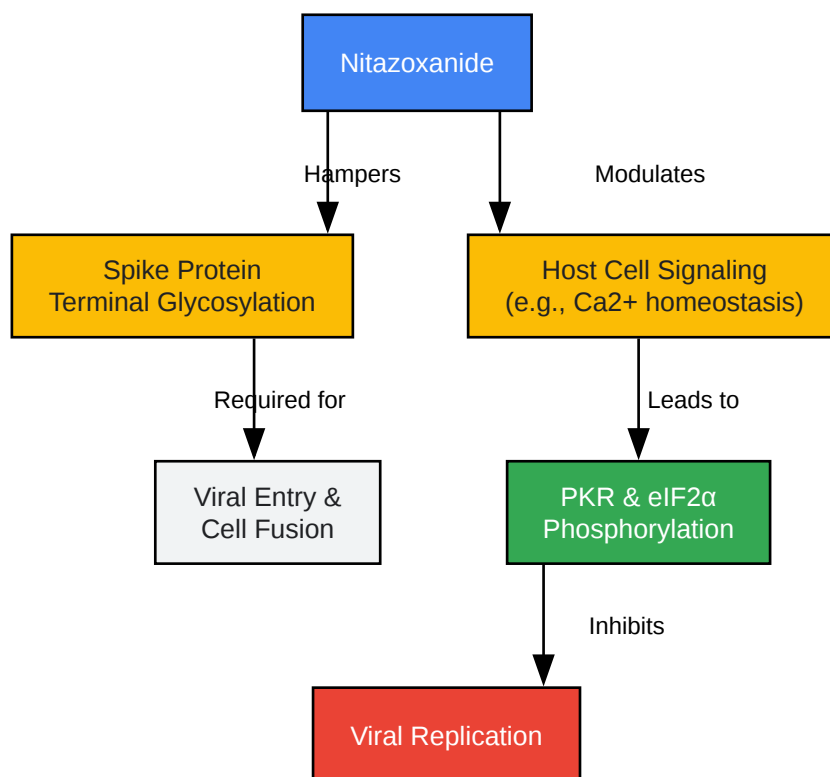 Nitazoxanide
Hampers
Modulates
Spike Protein
Terminal Glycosylation
Host Cell Signaling
(e.g., Ca2+ homeostasis)
Required for
Leads to
Viral Entry &
Cell Fusion
PKR & eIF2α
Phosphorylation
Inhibits
Viral Replication